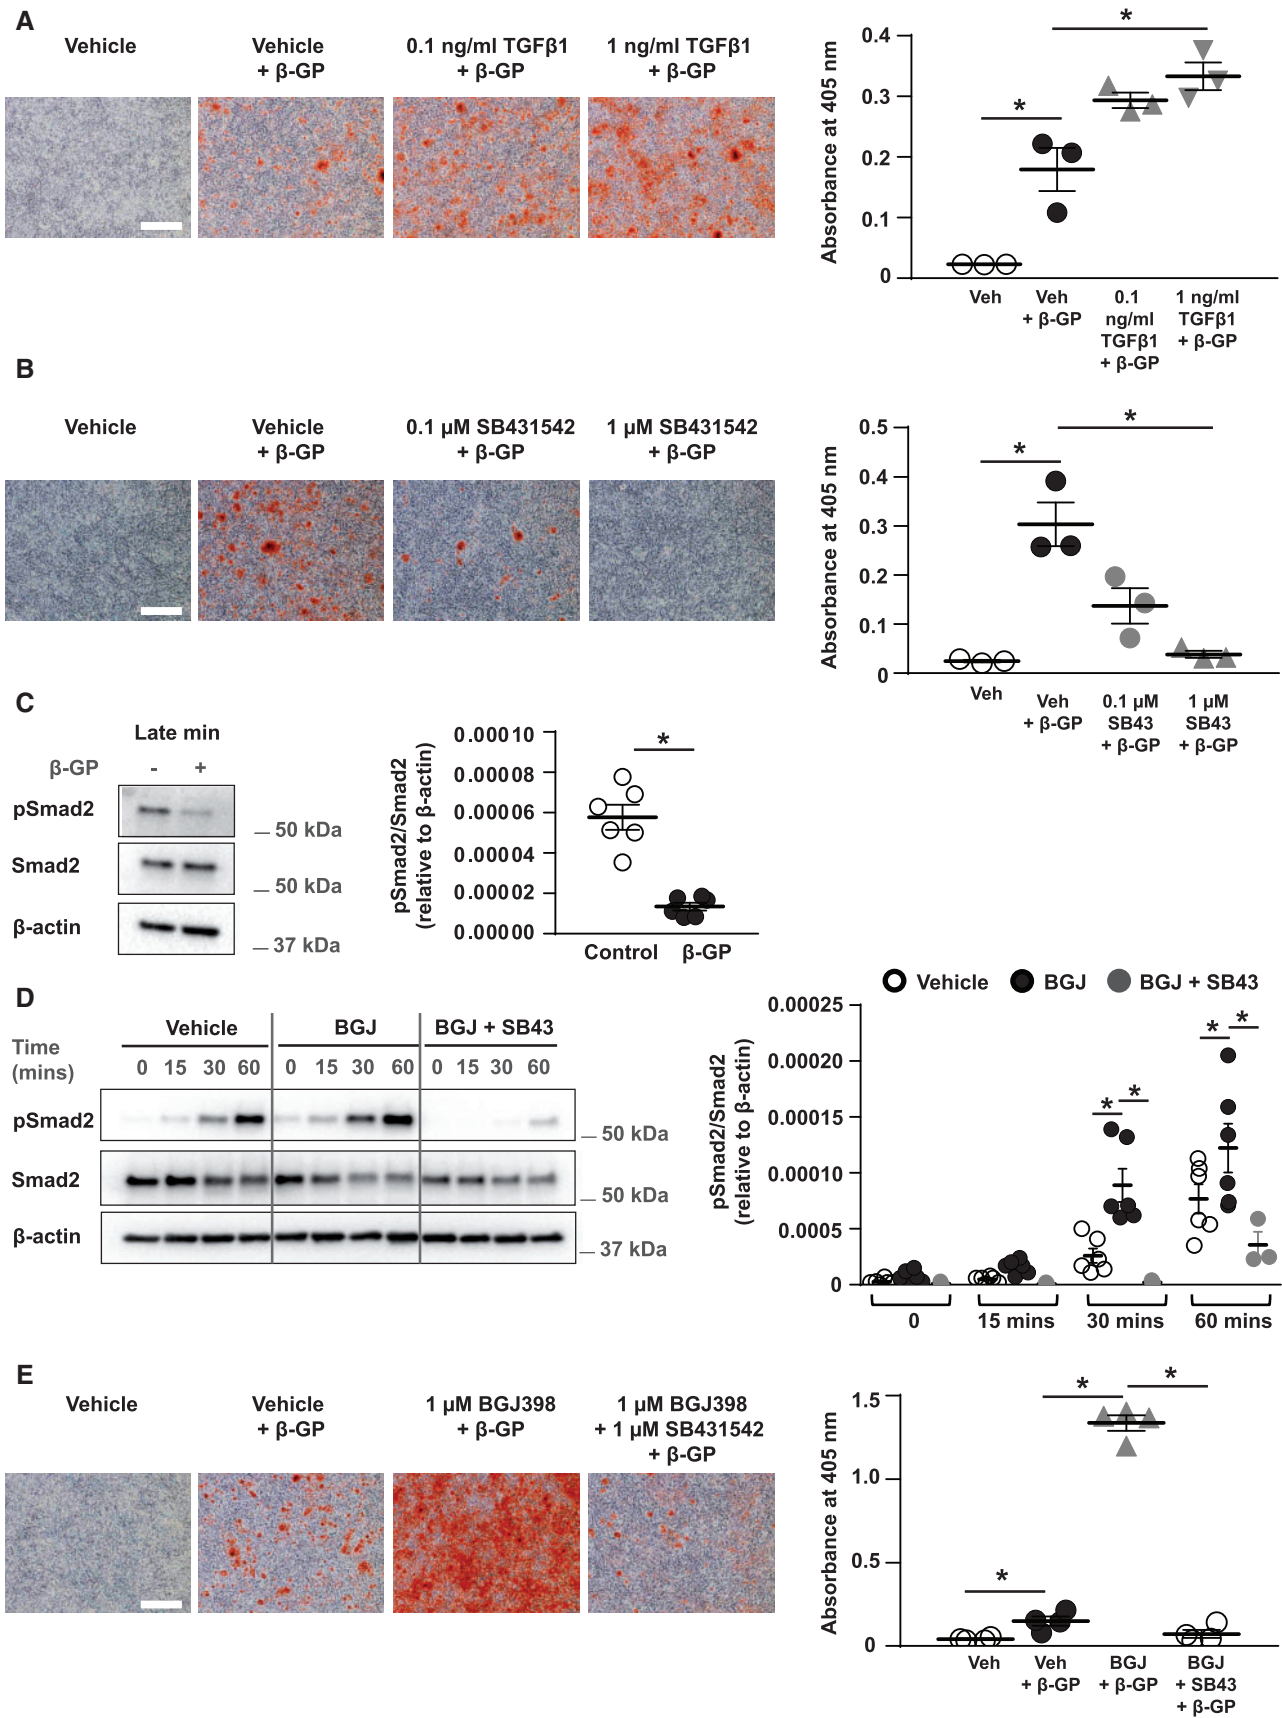 A
Vehicle
Vehicle
+ β-GP
0.1 ng/ml TGFβ1
+ β-GP
1 ng/ml TGFβ1
+ β-GP
Absorbance at 405 nm
0.4
0.3
0.2
0.1
0
*
*
Veh
Veh
+ β-GP
0.1
ng/ml
TGFβ1
+ β-GP
1 ng/ml
TGFβ1
+ β-GP
B
Vehicle
Vehicle
+ β-GP
0.1 µM SB431542
+ β-GP
1 µM SB431542
+ β-GP
Absorbance at 405 nm
0.5
0.4
0.3
0.2
0.1
0
*
*
Veh
Veh
+ β-GP
0.1 µM
SB43
+ β-GP
1 µM
SB43
+ β-GP
C
Late min
β-GP - +
pSmad2
50 kDa
Smad2
50 kDa
β-actin
37 kDa
pSmad2/Smad2
(relative to β-actin)
0.00010
0.00008
0.00006
0.00004
0.00002
0.00000
*
Control
β-GP
D
Vehicle
BGJ
BGJ + SB43
Time
(mins)
0 15 30 60 0 15 30 60 0 15 30 60
pSmad2
50 kDa
Smad2
50 kDa
β-actin
37 kDa
Vehicle
BGJ
BGJ + SB43
pSmad2/Smad2
(relative to β-actin)
0.00025
0.00020
0.00015
0.00010
0.0005
0
*
*
*
*
0
15 mins
30 mins
60 mins
E
Vehicle
Vehicle
+ β-GP
1 µM BGJ398
+ β-GP
1 µM BGJ398
+ 1 µM SB431542
+ β-GP
Absorbance at 405 nm
1.5
1.0
0.5
0
*
*
*
Veh
Veh
+ β-GP
BGJ
+ β-GP
BGJ
+ SB43
+ β-GP